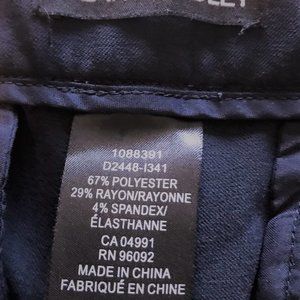 1088391
D2448-I341
67% POLYESTER
29% RAYON/RAYONNE
4% SPANDEX/
ÉLASTHANNE
CA 04991
RN 96092
MADE IN CHINA
FABRIQUÉ EN CHINE